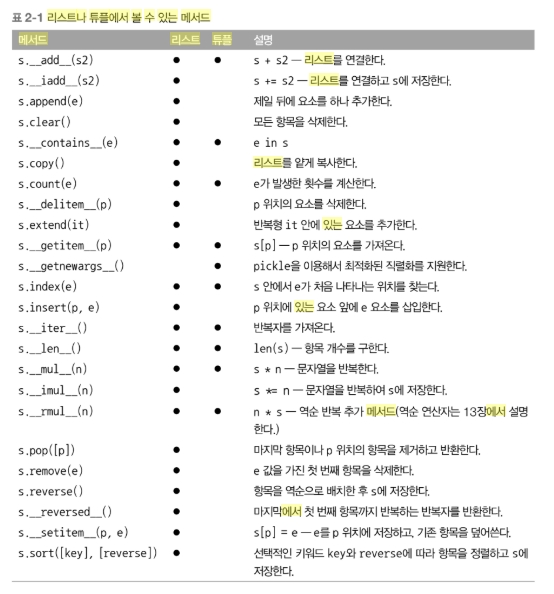 표 2-1 리스트나 튜플에서 볼 수 있는 메서드
메서드 리스트 튜플 설명
s.__add__(s2) ● ● s + s2 — 리스트를 연결한다.
s.__iadd__(s2) ● s += s2 — 리스트를 연결하고 s에 저장한다.
s.append(e) ● 제일 뒤에 요소를 하나 추가한다.
s.clear() ● 모든 항목을 삭제한다.
s.__contains__(e) ● ● e in s
s.copy() ● 리스트를 얕게 복사한다.
s.count(e) ● ● e가 발생한 횟수를 계산한다.
s.__delitem__(p) ● p 위치의 요소를 삭제한다.
s.extend(it) ● 반복형 it 안에 있는 요소를 추가한다.
s.__getitem__(p) ● ● s[p] — p 위치의 요소를 가져온다.
s.__getnewargs__() ● pickle을 이용해서 최적화된 직렬화를 지원한다.
s.index(e) ● ● s 안에서 e가 처음 나타나는 위치를 찾는다.
s.insert(p, e) ● p 위치에 있는 요소 앞에 e 요소를 삽입한다.
s.__iter__() ● ● 반복자를 가져온다.
s.__len__() ● ● len(s) — 항목 개수를 구한다.
s.__mul__(n) ● ● s * n — 문자열을 반복한다.
s.__imul__(n) ● s *= n — 문자열을 반복하여 s에 저장한다.
s.__rmul__(n) ● ● n * s — 역순 반복 추가 메서드(역순 연산자는 13장에서 설명
한다.)
s.pop([p]) ● 마지막 항목이나 p 위치의 항목을 제거하고 반환한다.
s.remove(e) ● e 값을 가진 첫 번째 항목을 삭제한다.
s.reverse() ● 항목을 역순으로 배치한 후 s에 저장한다.
s.__reversed__() ● 마지막에서 첫 번째 항목까지 반복하는 반복자를 반환한다.
s.__setitem__(p, e) ● s[p] = e — e를 p 위치에 저장하고, 기존 항목을 덮어쓴다.
s.sort([key], [reverse]) ● 선택적인 키워드 key와 reverse에 따라 항목을 정렬하고 s에
저장한다.